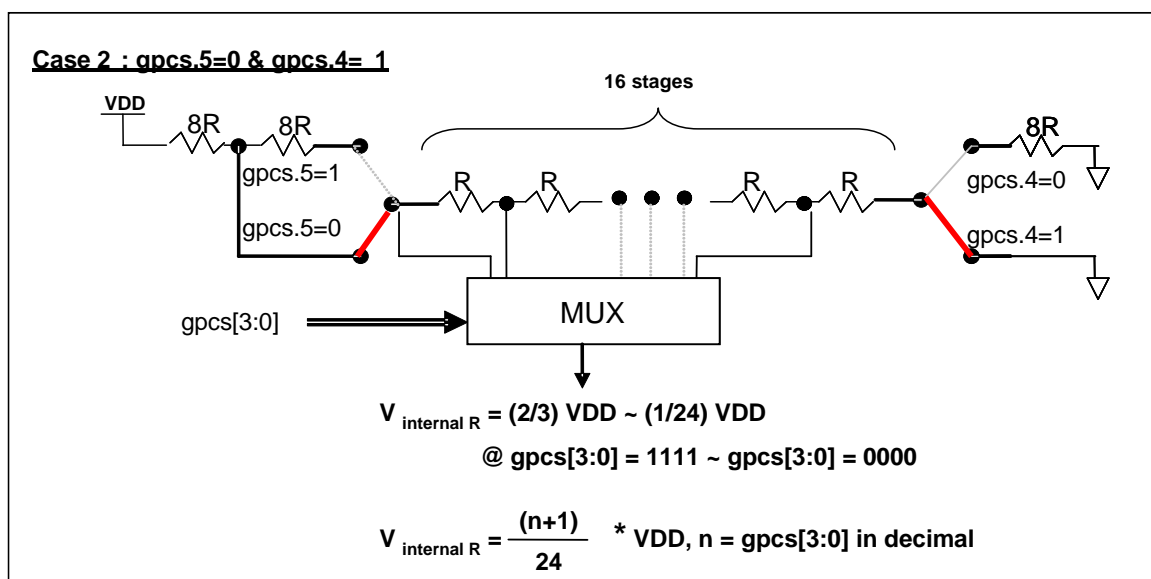 Case 2 : gpcs.5=0 & gpcs.4= 1
16 stages
VDD
8R
8R
8R
gpcs.5=1
R
R
R
R
gpcs.4=0
gpcs.5=0
gpcs.4=1
MUX
gpcs[3:0]
V internal R = (2/3) VDD ~ (1/24) VDD
@ gpcs[3:0] = 1111 ~ gpcs[3:0] = 0000
(n+1)
V internal R = * VDD, n = gpcs[3:0] in decimal
24